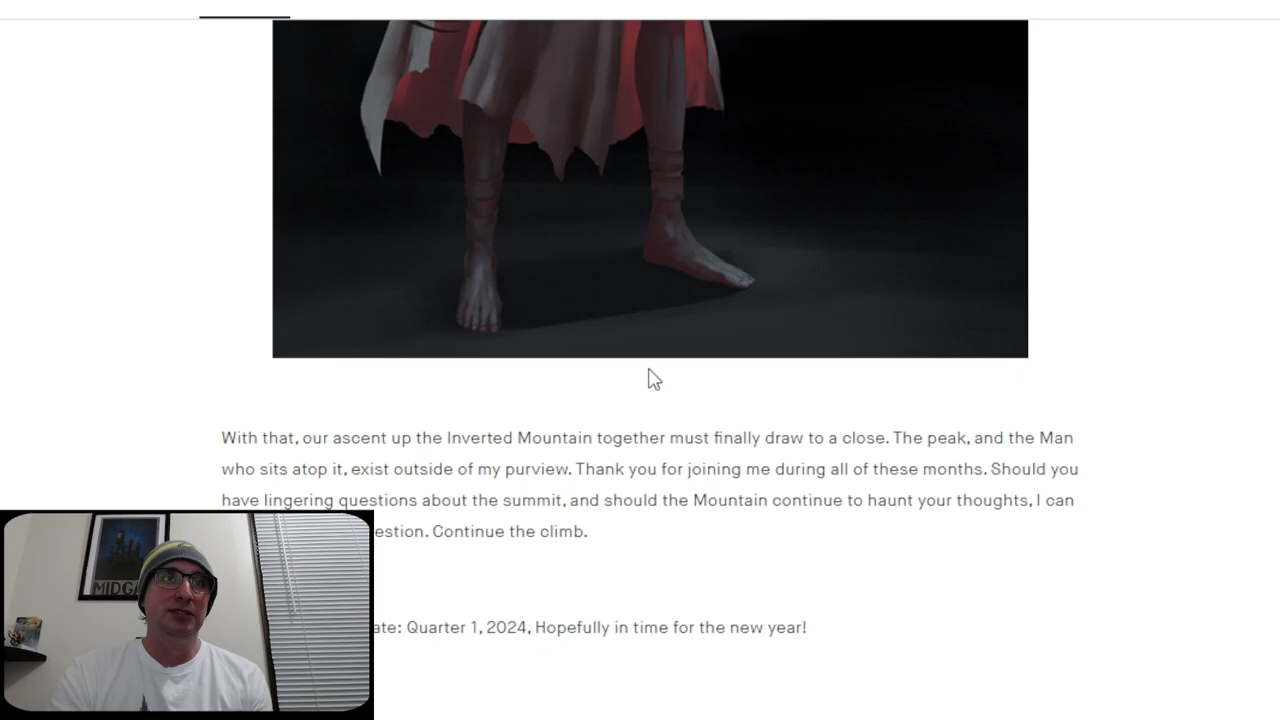 With that, our ascent up the Inverted Mountain together must finally draw to a close. The peak, and the Man
who sits atop it, exist outside of my purview. Thank you for joining me during all of these months. Should you
have lingering questions about the summit, and should the Mountain continue to haunt your thoughts, I can
estion. Continue the climb.
ate: Quarter 1, 2024, Hopefully in time for the new year!
MIDGA